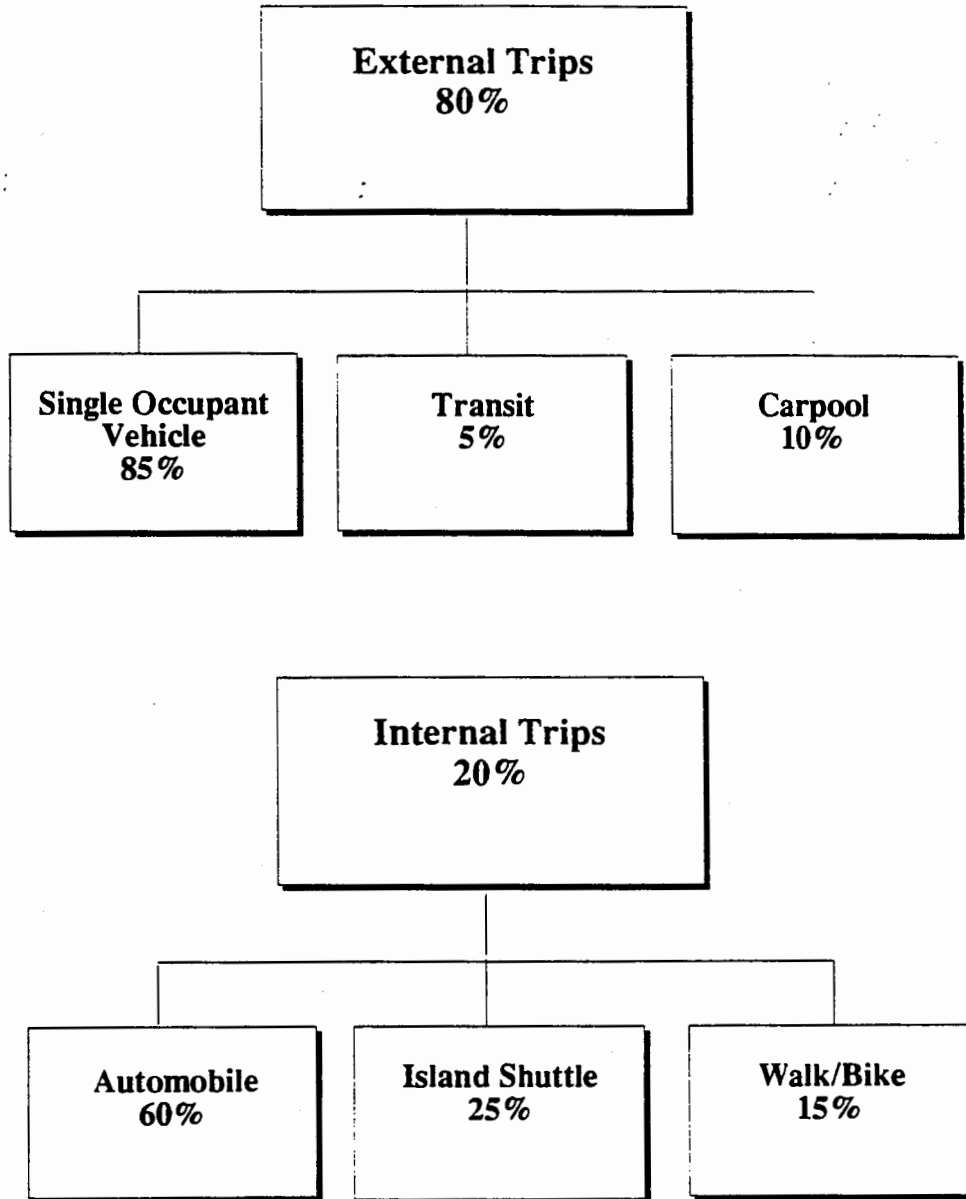 External Trips
80%
Single Occupant
Vehicle
85%
Transit
5%
Carpool
10%
Internal Trips
20%
Automobile
60%
Island Shuttle
25%
Walk/Bike
15%